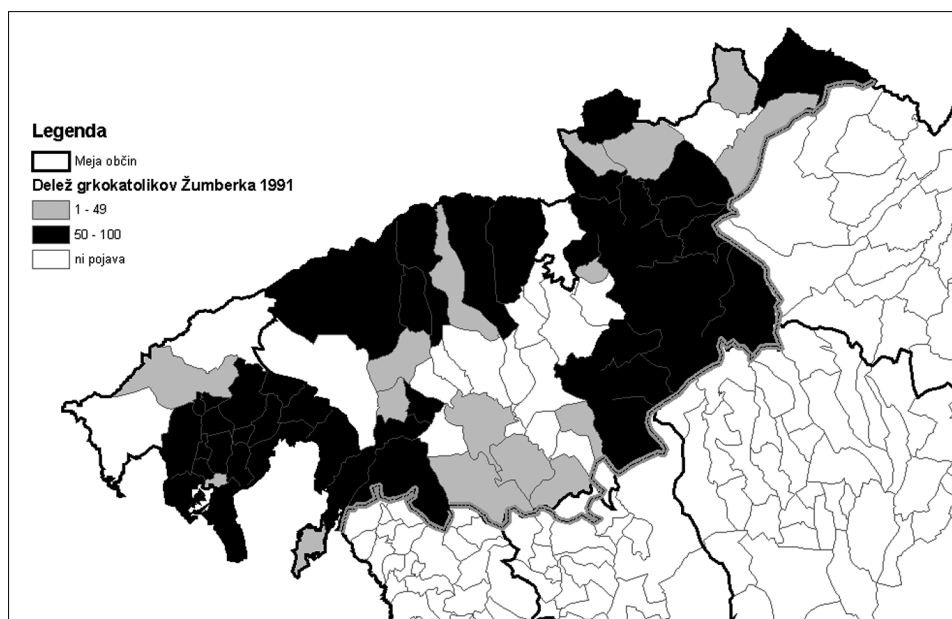 Legenda
Meja občin
Delež grkokatolikov Žumberka 1991
1 - 49
50 - 100
ni pojava